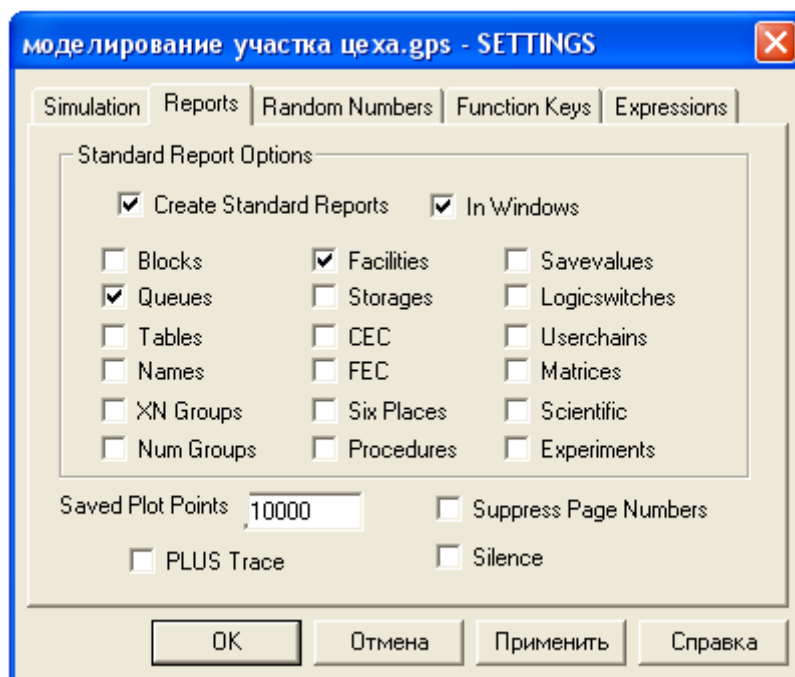 моделирование участка цеха.gps - SETTINGS
Simulation Reports Random Numbers Function Keys Expressions
Standard Report Options
Create Standard Reports In Windows
Blocks Facilities Savevalues
Queues Storages Logicswitches
Tables CEC Userchains
Names FEC Matrices
XN Groups Six Places Scientific
Num Groups Procedures Experiments
Saved Plot Points 10000 Suppress Page Numbers
PLUS Trace Silence
OK Отмена Применить Справка